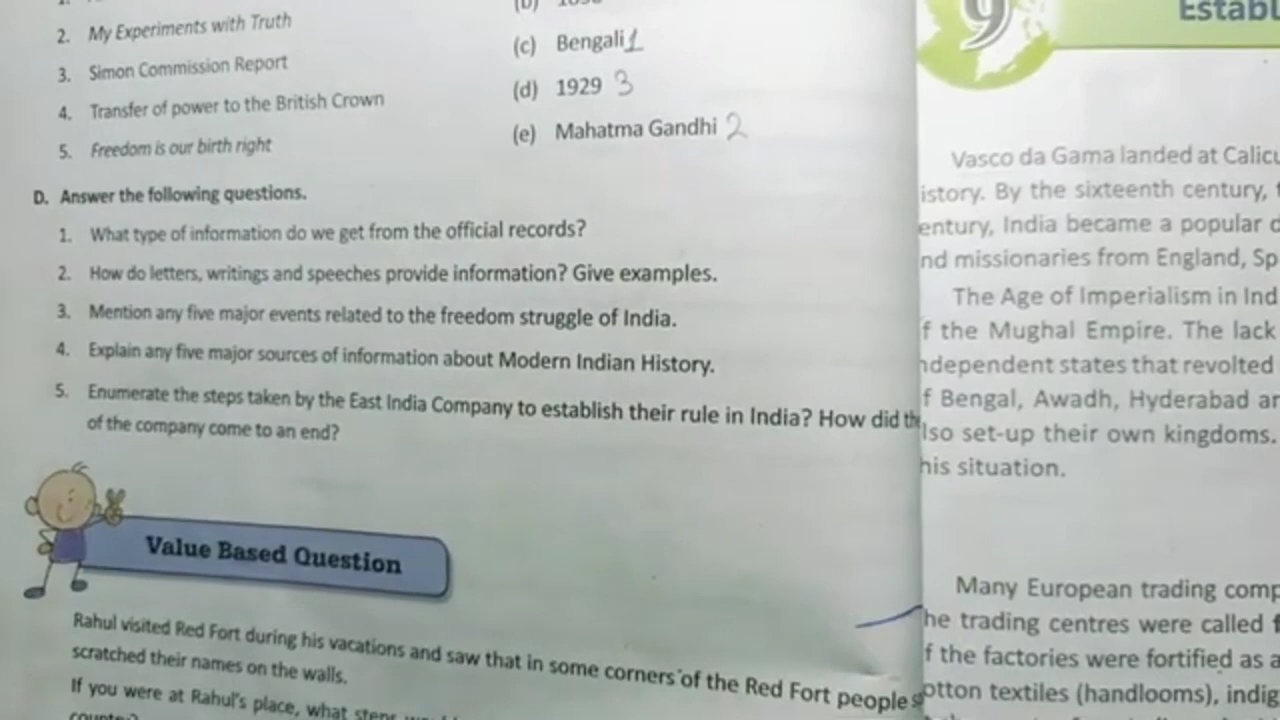 2. My Experiments with Truth
3. Simon Commission Report
4. Transfer of power to the British Crown
5. Freedom is our birth right
(c) Bengali 1
(d) 1929 3
(e) Mahatma Gandhi 2
D. Answer the following questions.
1. What type of information do we get from the official records?
2. How do letters, writings and speeches provide information? Give examples.
3. Mention any five major events related to the freedom struggle of India.
4. Explain any five major sources of information about Modern Indian History.
5. Enumerate the steps taken by the East India Company to establish their rule in India? How did the
of the company come to an end?
Value Based Question
Rahul visited Red Fort during his vacations and saw that in some corners of the Red Fort people
scratched their names on the walls.
If you were at Rahul's place, what steps
9
Establ
Vasco da Gama landed at Calicu
istory. By the sixteenth century,
entury, India became a popular
nd missionaries from England, Sp
The Age of Imperialism in Ind
f the Mughal Empire. The lack
ndependent states that revolted
f Bengal, Awadh, Hyderabad an
lso set-up their own kingdoms.
his situation.
Many European trading comp
he trading centres were called
f the factories were fortified as a
otton textiles (handlooms), indig